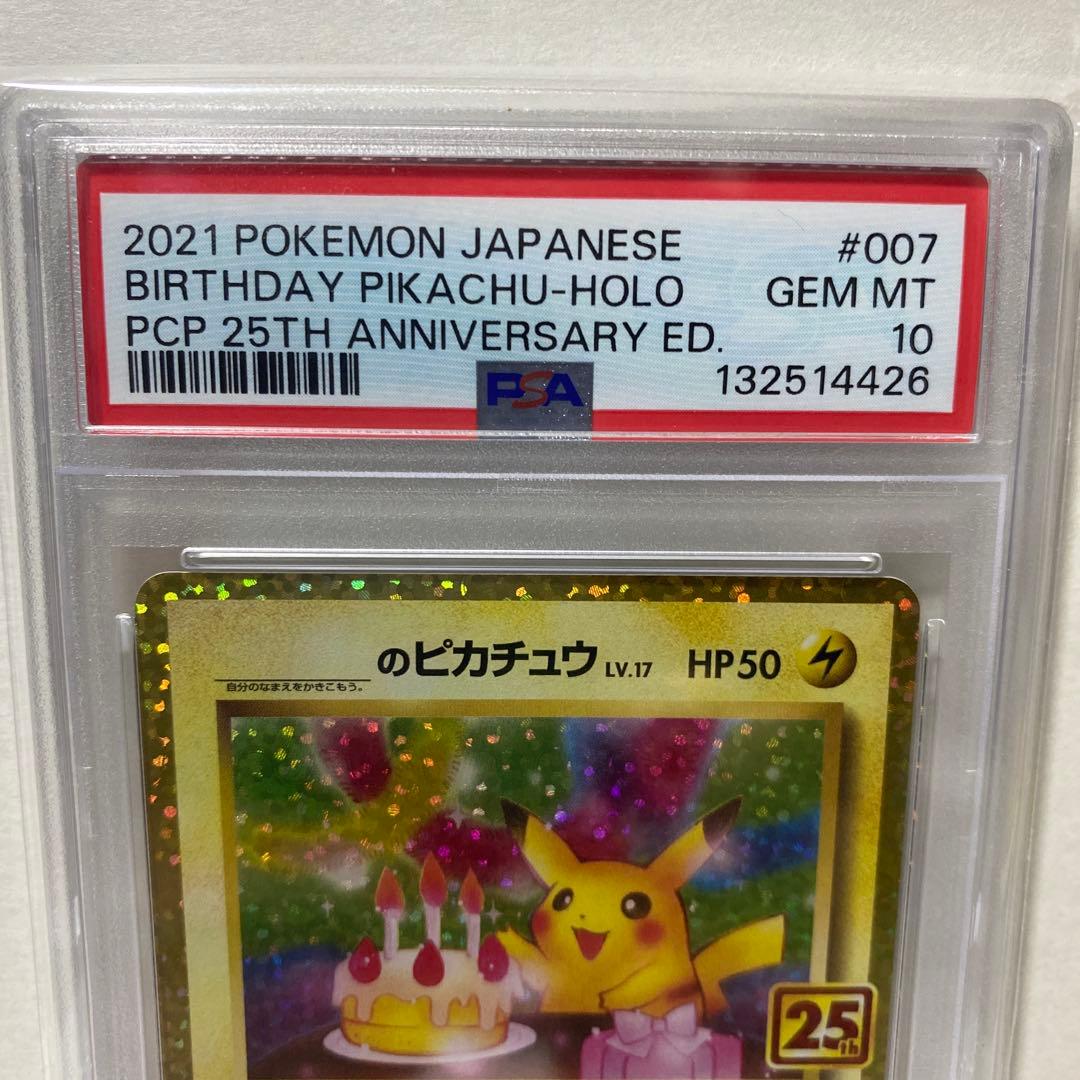 2021 POKEMON JAPANESE #007
BIRTHDAY PIKACHU-HOLO GEM MT
PCP 25TH ANNIVERSARY ED. 10
PSA 132514426
のピカチュウ LV.17 HP50
自分のなまえをかきこもう。
25th